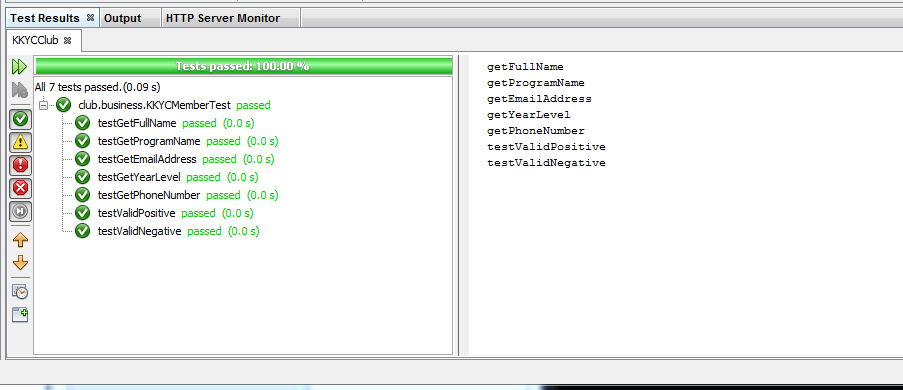 Test Results Output HTTP Server Monitor
KKYCClub
Tests passed: 100.00 %
All 7 tests passed.(0.09 s)
club.business.KKYCMemberTest passed
testGetFullName passed (0.0 s)
testGetProgramName passed (0.0 s)
testGetEmailAddress passed (0.0 s)
testGetYearLevel passed (0.0 s)
testGetPhoneNumber passed (0.0 s)
testValidPositive passed (0.0 s)
testValidNegative passed (0.0 s)
getFullName
getProgramName
getEmailAddress
getYearLevel
getPhoneNumber
testValidPositive
testValidNegative